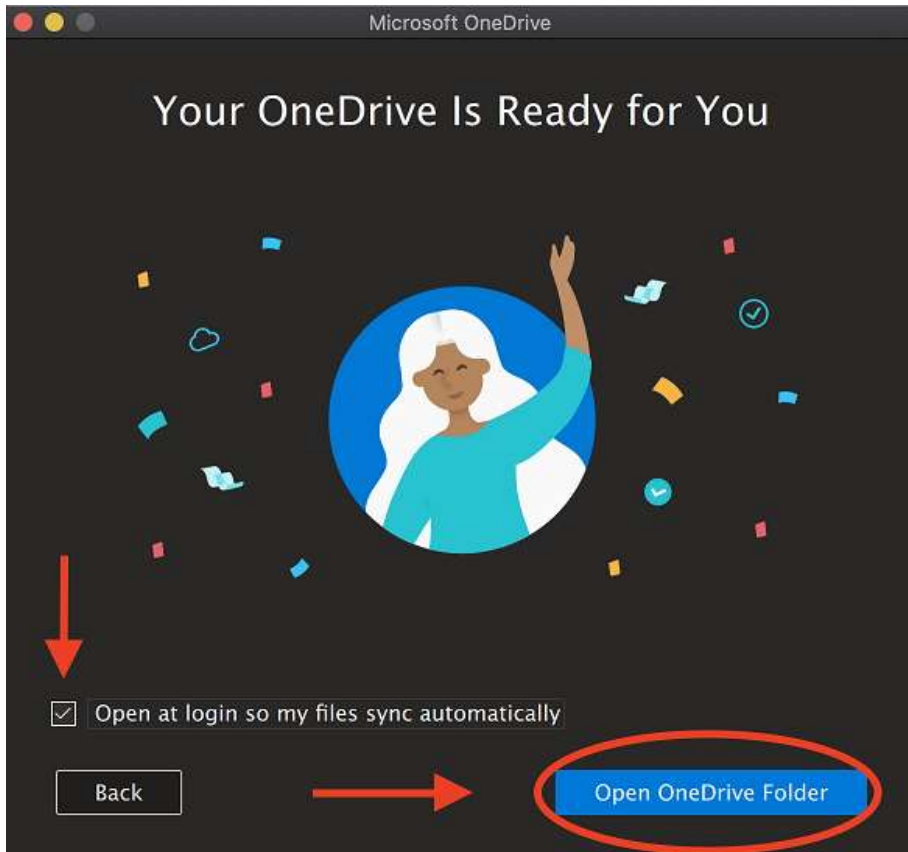 Microsoft OneDrive
Your OneDrive Is Ready for You
Open at login so my files sync automatically
Back
Open OneDrive Folder